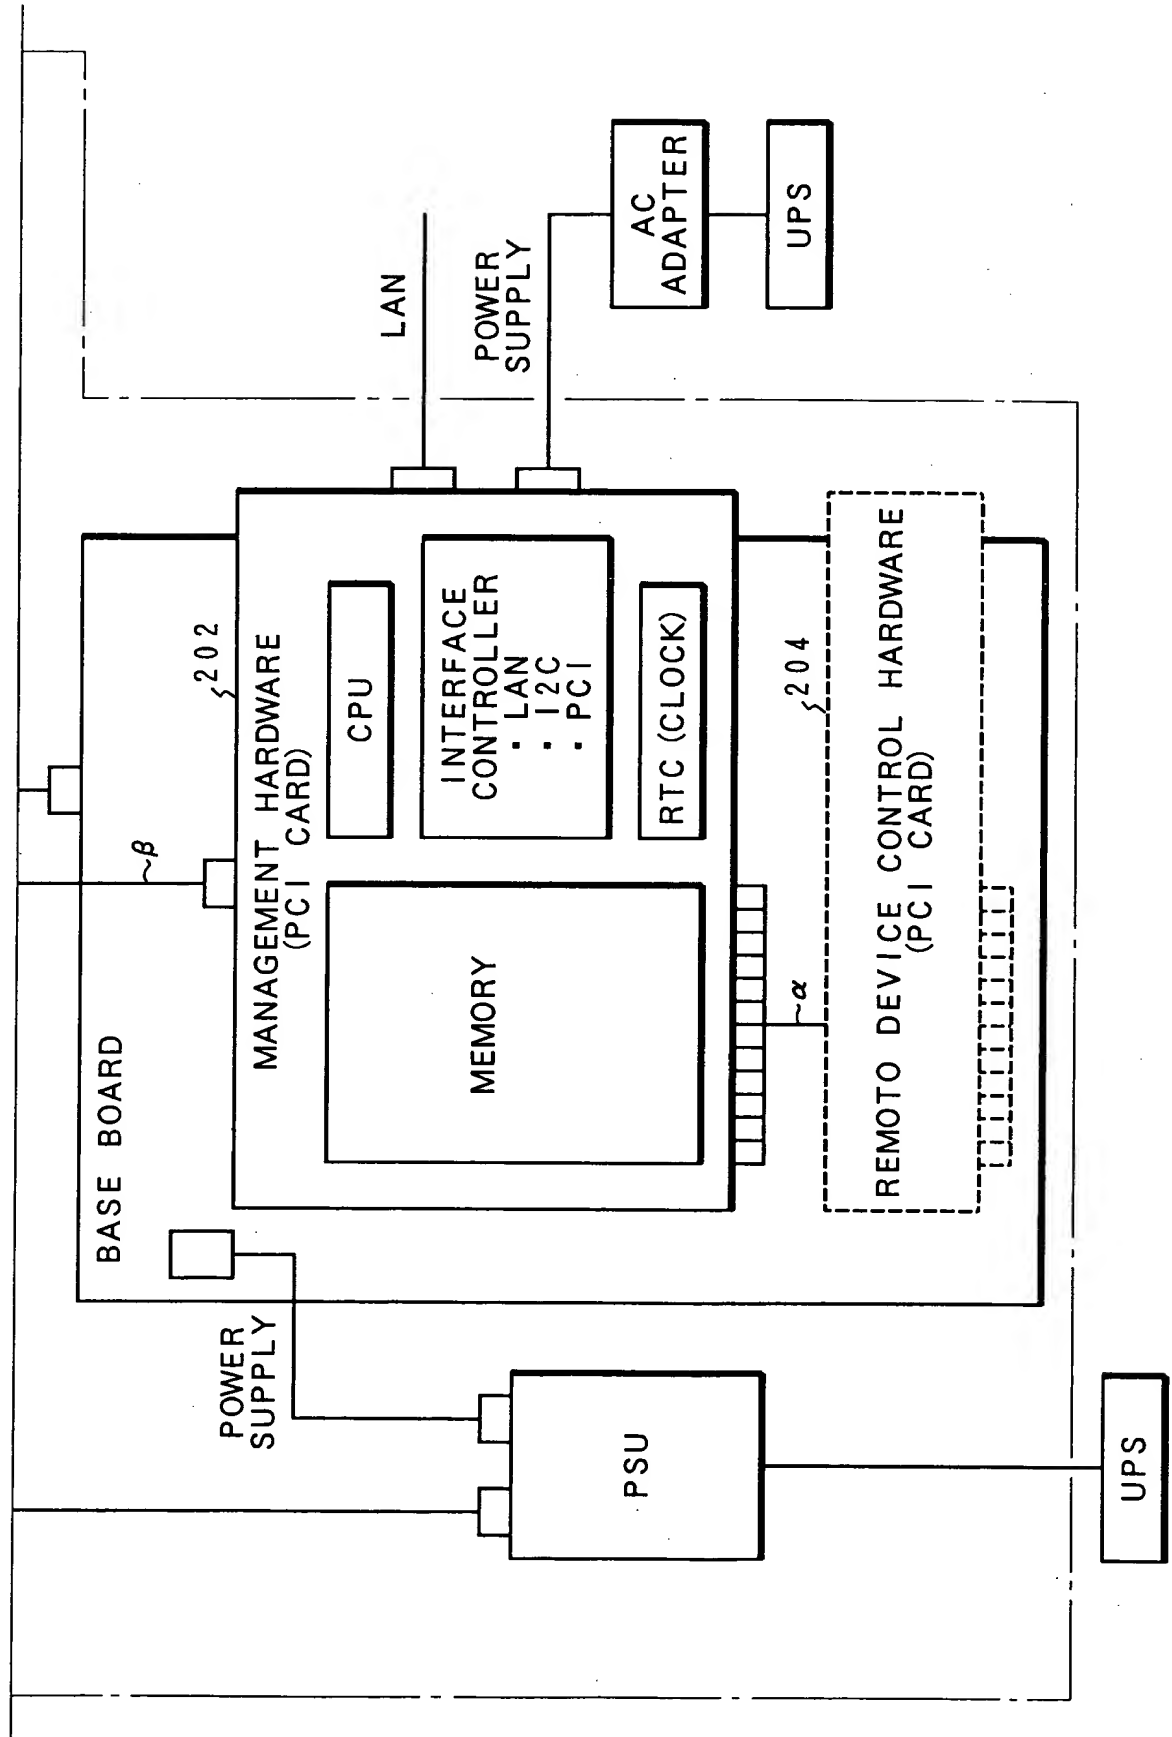 BASE BOARD
202
MANAGEMENT HARDWARE
(PCI CARD)
β
MEMORY
CPU
INTERFACE
CONTROLLER
・LAN
・I2C
・PCI
RTC (CLOCK)
α
204
REMOTO DEVICE CONTROL HARDWARE
(PCI CARD)
LAN
POWER
SUPPLY
AC
ADAPTER
UPS
POWER
SUPPLY
PSU
UPS